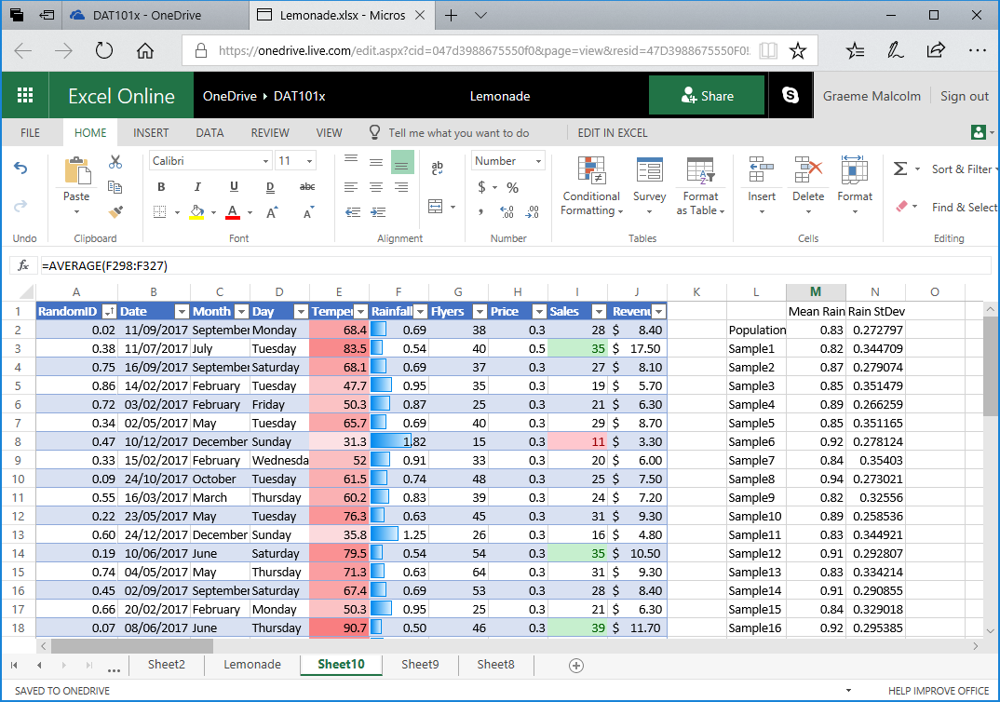 DAT101x - OneDrive
Lemonade.xlsx - Micros
https://onedrive.live.com/edit.aspx?cid=047d3988675550f0&page=view&resid=47D3988675550F0!
Excel Online OneDrive DAT101x Lemonade Share Graeme Malcolm Sign out
FILE HOME INSERT DATA REVIEW VIEW Tell me what you want to do EDIT IN EXCEL
Calibri 11 Number
Paste B I U D abc $ % Conditional Formatting Survey Format as Table Insert Delete Format Sort & Filter Find & Select
Undo Clipboard Font Alignment Number Tables Cells Editing
fx =AVERAGE(F298:F327)
A B C D E F G H I J K L M N O
1 RandomID Date Month Day Temper Rainfall Flyers Price Sales Revenu Mean Rain Rain StDev
2 0.02 11/09/2017 September Monday 68.4 0.69 38 0.3 28 $ 8.40 Population 0.83 0.272797
3 0.38 11/07/2017 July Tuesday 83.5 0.54 40 0.5 35 $ 17.50 Sample1 0.82 0.344709
4 0.75 16/09/2017 September Saturday 68.1 0.69 37 0.3 27 $ 8.10 Sample2 0.87 0.279074
5 0.86 14/02/2017 February Tuesday 47.7 0.95 35 0.3 19 $ 5.70 Sample3 0.85 0.351479
6 0.72 03/02/2017 February Friday 50.3 0.87 25 0.3 21 $ 6.30 Sample4 0.89 0.266259
7 0.34 02/05/2017 May Tuesday 65.7 0.69 40 0.3 29 $ 8.70 Sample5 0.85 0.351165
8 0.47 10/12/2017 December Sunday 31.3 1.82 15 0.3 11 $ 3.30 Sample6 0.92 0.278124
9 0.33 15/02/2017 February Wednesda 52 0.91 33 0.3 20 $ 6.00 Sample7 0.84 0.35403
10 0.09 24/10/2017 October Tuesday 61.5 0.74 48 0.3 25 $ 7.50 Sample8 0.94 0.273021
11 0.55 16/03/2017 March Thursday 60.2 0.83 39 0.3 24 $ 7.20 Sample9 0.82 0.32556
12 0.22 23/05/2017 May Tuesday 76.3 0.63 45 0.3 31 $ 9.30 Sample10 0.89 0.258536
13 0.60 24/12/2017 December Sunday 35.8 1.25 26 0.3 16 $ 4.80 Sample11 0.83 0.344921
14 0.19 10/06/2017 June Saturday 79.5 0.54 54 0.3 35 $ 10.50 Sample12 0.91 0.292807
15 0.74 04/05/2017 May Thursday 71.3 0.63 64 0.3 31 $ 9.30 Sample13 0.83 0.334214
16 0.45 02/09/2017 September Saturday 67.4 0.69 53 0.3 28 $ 8.40 Sample14 0.91 0.290855
17 0.66 20/02/2017 February Monday 50.3 0.95 25 0.3 21 $ 6.30 Sample15 0.84 0.329018
18 0.07 08/06/2017 June Thursday 90.7 0.50 46 0.3 39 $ 11.70 Sample16 0.92 0.295385
... Sheet2 Lemonade Sheet10 Sheet9 Sheet8
SAVED TO ONEDRIVE HELP IMPROVE OFFICE